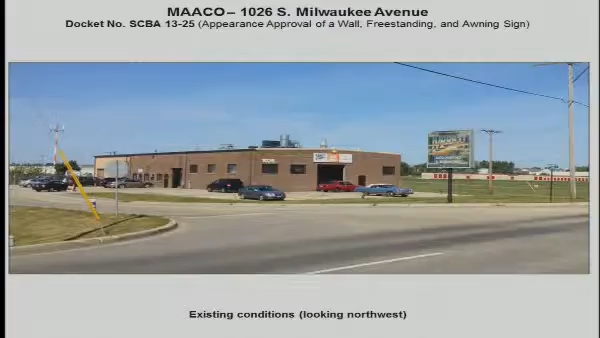 MAACO – 1026 S. Milwaukee Avenue
Docket No. SCBA 13-25 (Appearance Approval of a Wall, Freestanding, and Awning Sign)
Existing conditions (looking northwest)